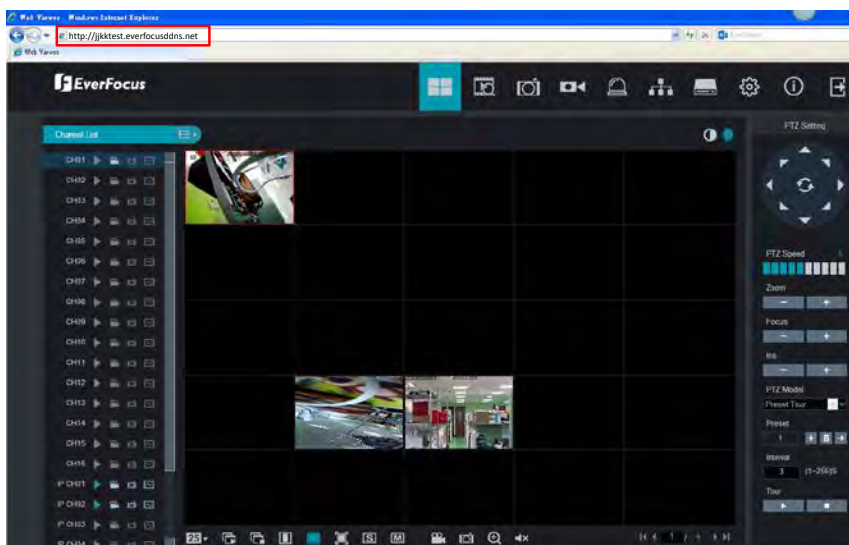 Web Viewer - Windows Internet Explorer
http://jjkktest.everfocusddns.net
Web Viewer
EverFocus
Channel List
PTZ Setting
CH01
CH02
CH03
CH04
CH05
CH06
CH07
CH08
CH09
CH10
CH11
CH12
CH13
CH14
CH15
CH16
IP CH01
IP CH02
IP CH03
IP CH04
PTZ Speed
Zoom
Focus
Iris
PTZ Model
Preset Tour
Preset
1
Interval
3 (1~255)S
Tour
25
S
M
1 /